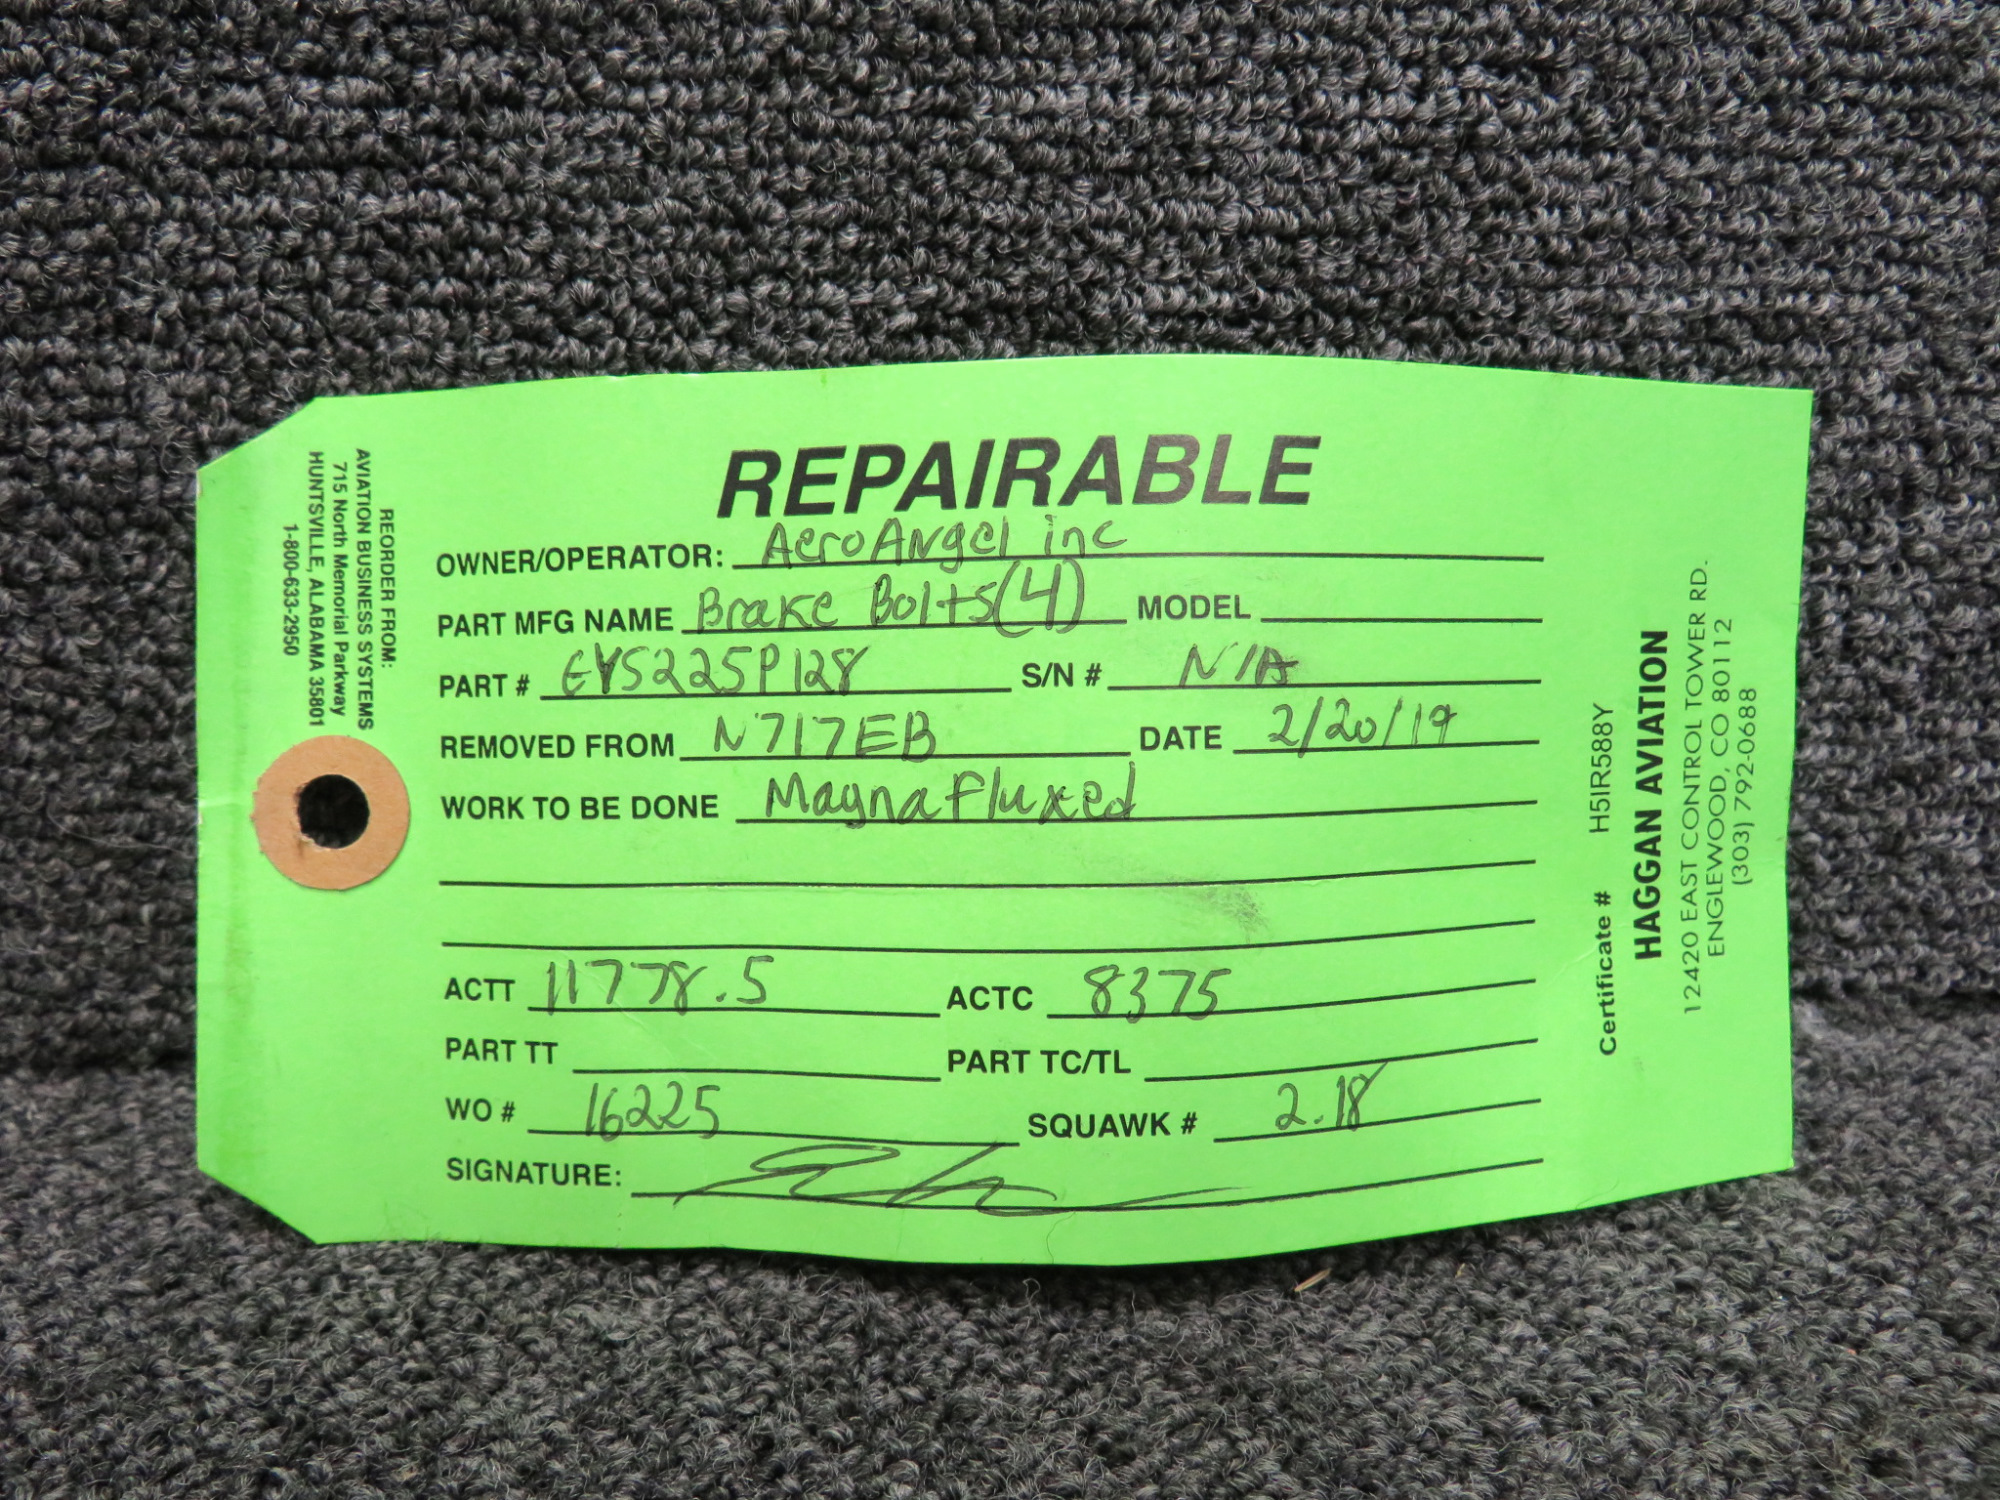 REPAIRABLE
OWNER/OPERATOR: AeroAngel inc
PART MFG NAME Brake Bolts (4) MODEL
PART # EYS225P128 S/N # N/A
REMOVED FROM N717EB DATE 2/20/19
WORK TO BE DONE Magna Fluxed
ACTT 11778.5 ACTC 8375
PART TT PART TC/TL
WO # 16225 SQUAWK # 2.18
SIGNATURE:
REORDER FROM:
AVIATION BUSINESS SYSTEMS
715 North Memorial Parkway
HUNTSVILLE, ALABAMA 35801
1-800-633-2950
Certificate # H5IR588Y
HAGGAN AVIATION
12420 EAST CONTROL TOWER RD.
ENGLEWOOD, CO 80112
(303) 792-0688